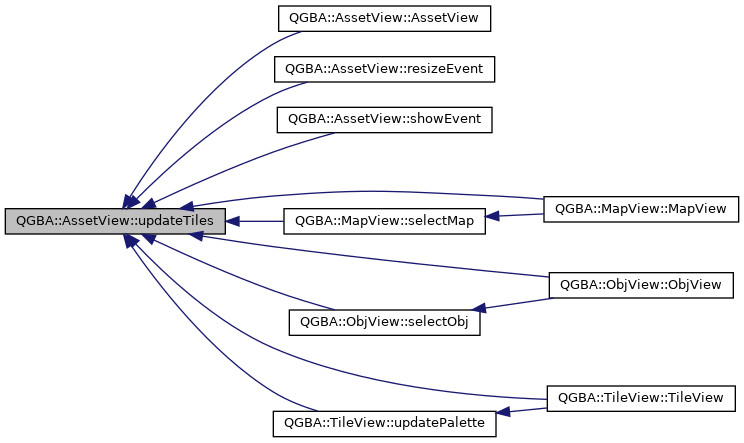 QGBA::AssetView::AssetView
QGBA::AssetView::resizeEvent
QGBA::AssetView::showEvent
QGBA::AssetView::updateTiles
QGBA::MapView::selectMap
QGBA::MapView::MapView
QGBA::ObjView::ObjView
QGBA::ObjView::selectObj
QGBA::TileView::TileView
QGBA::TileView::updatePalette